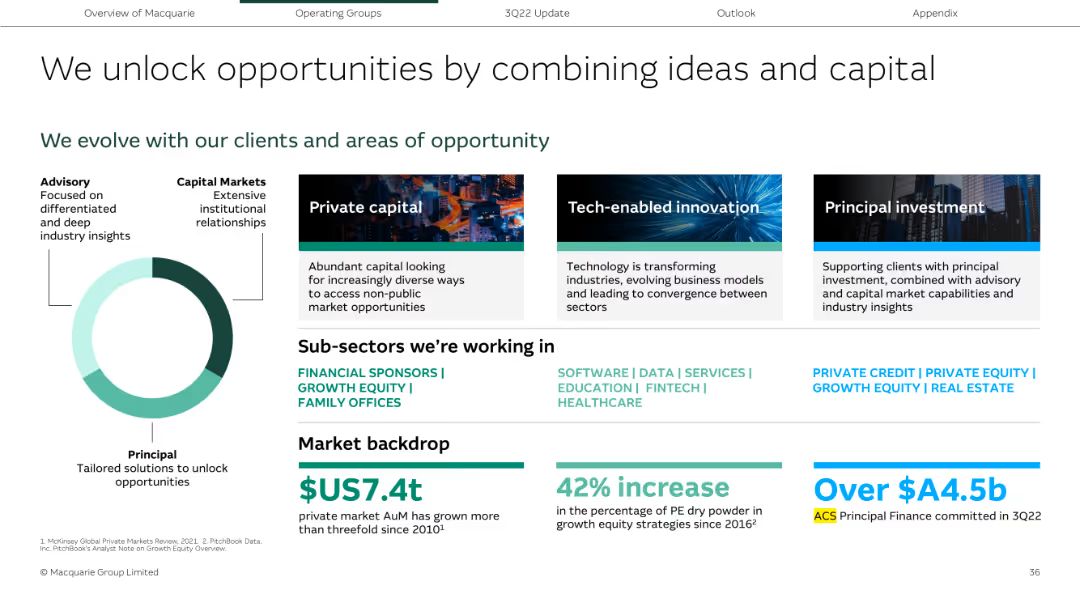 Overview of Macquarie
Operating Groups
3Q22 Update
Outlook
Appendix
We unlock opportunities by combining ideas and capital
We evolve with our clients and areas of opportunity
Advisory
Focused on
differentiated
and deep
industry insights
Capital Markets
Extensive
institutional
relationships
Principal
Tailored solutions to unlock
opportunities
Private capital
Abundant capital looking
for increasingly diverse ways
to access non-public
market opportunities
Tech-enabled innovation
Technology is transforming
industries, evolving business models
and leading to convergence between
sectors
Principal investment
Supporting clients with principal
investment, combined with advisory
and capital market capabilities and
industry insights
Sub-sectors we're working in
FINANCIAL SPONSORS |
GROWTH EQUITY |
FAMILY OFFICES
SOFTWARE | DATA | SERVICES |
EDUCATION | FINTECH |
HEALTHCARE
PRIVATE CREDIT | PRIVATE EQUITY |
GROWTH EQUITY | REAL ESTATE
Market backdrop
$US7.4t
private market AuM has grown more
than threefold since 2010¹
42% increase
in the percentage of PE dry powder in
growth equity strategies since 2016²
Over $A4.5b
ACS Principal Finance committed in 3Q22
1. McKinsey Global Private Markets Review, 2021. 2. PitchBook Data,
Inc. PitchBook's Analyst Note on Growth Equity Overview.
© Macquarie Group Limited
36